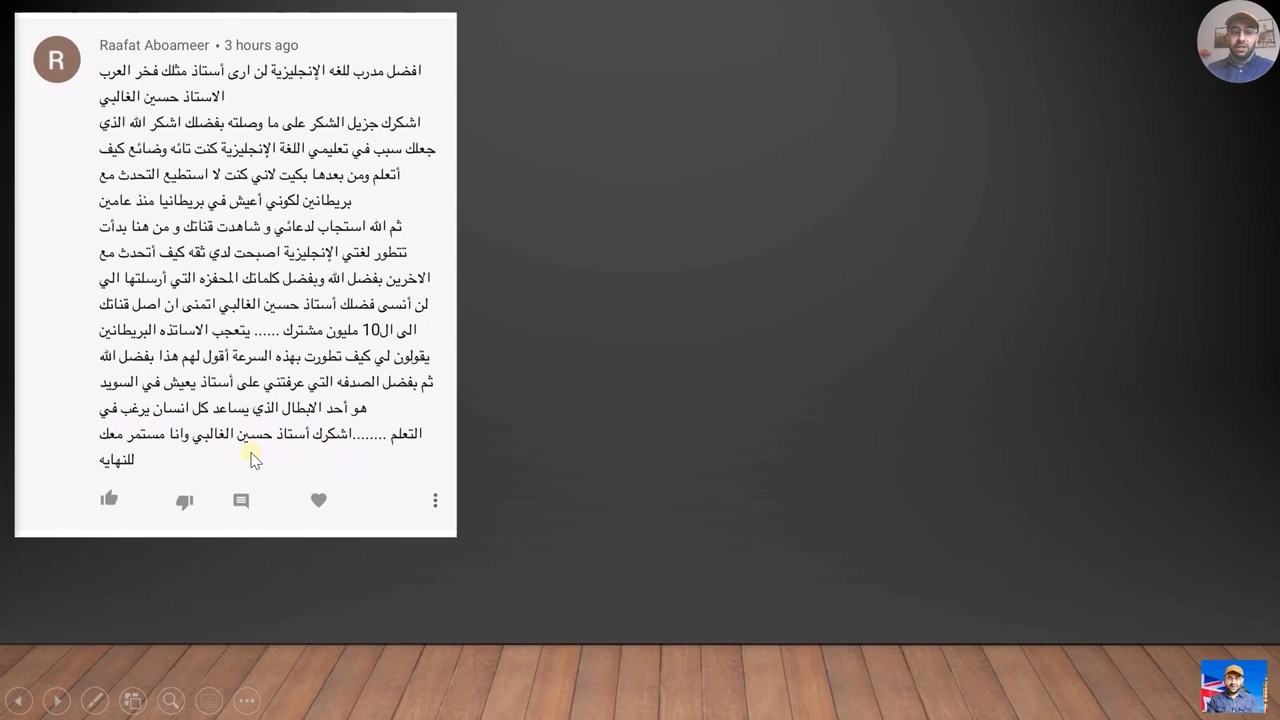 Raafat Aboameer • 3 hours ago
R
افضل مدرب للغه الإنجليزية لن ارى أستاذ مثلك فخر العرب
الاستاذ حسين الغالبي
اشكرك جزيل الشكر على ما وصلته بفضلك اشكر الله الذي
جعلك سبب في تعليمي اللغة الإنجليزية كنت تائه وضائع كيف
أتعلم ومن بعدها بكيت لاني كنت لا استطيع التحدث مع
بريطانين لكوني أعيش في بريطانيا منذ عامين
ثم الله استجاب لدعائي و شاهدت قناتك و من هنا بدأت
تتطور لغتي الإنجليزية اصبحت لدي ثقه كيف أتحدث مع
الاخرين بفضل الله وبفضل كلماتك المحفزه التي أرسلتها الي
لن أنسى فضلك أستاذ حسين الغالبي اتمنى ان اصل قناتك
الى ال10 مليون مشترك ...... يتعجب الاساتذه البريطانين
يقولون لي كيف تطورت بهذه السرعة أقول لهم هذا بفضل الله
ثم بفضل الصدفه التي عرفتني على أستاذ يعيش في السويد
هو أحد الابطال الذي يساعد كل انسان يرغب في
التعلم ........اشكرك أستاذ حسين الغالبي وانا مستمر معك
للنهايه